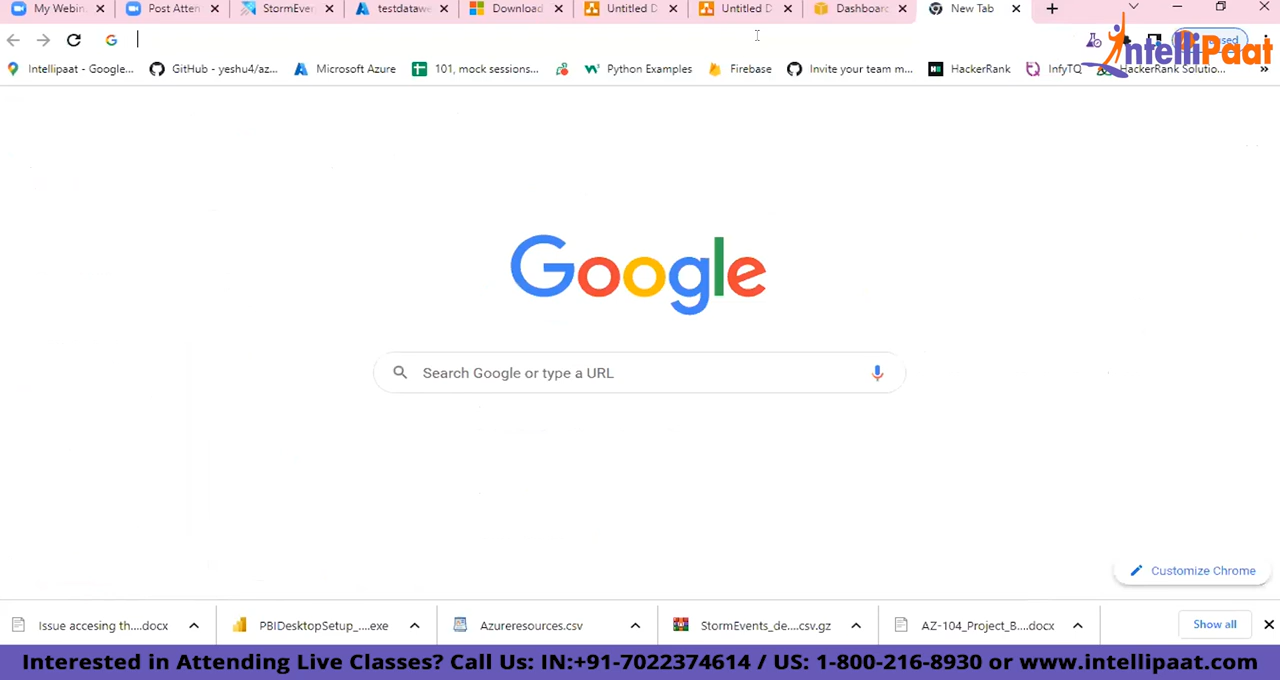 My Webin
Post Atten
StormEven
testdatawe
Download
Untitled D
Untitled D
Dashboard
New Tab
Intellipaat - Google...
GitHub - yeshu4/az...
Microsoft Azure
101, mock sessions...
Python Examples
Firebase
Invite your team m...
HackerRank
InfyTQ
HackerRank Solutio...
IntelliPaat
Google
Search Google or type a URL
Customize Chrome
Issue accesing th....docx
PBIDesktopSetup_....exe
Azureresources.csv
StormEvents_de....csv.gz
AZ-104_Project_B....docx
Show all
Interested in Attending Live Classes? Call Us: IN:+91-7022374614 / US: 1-800-216-8930 or www.intellipaat.com